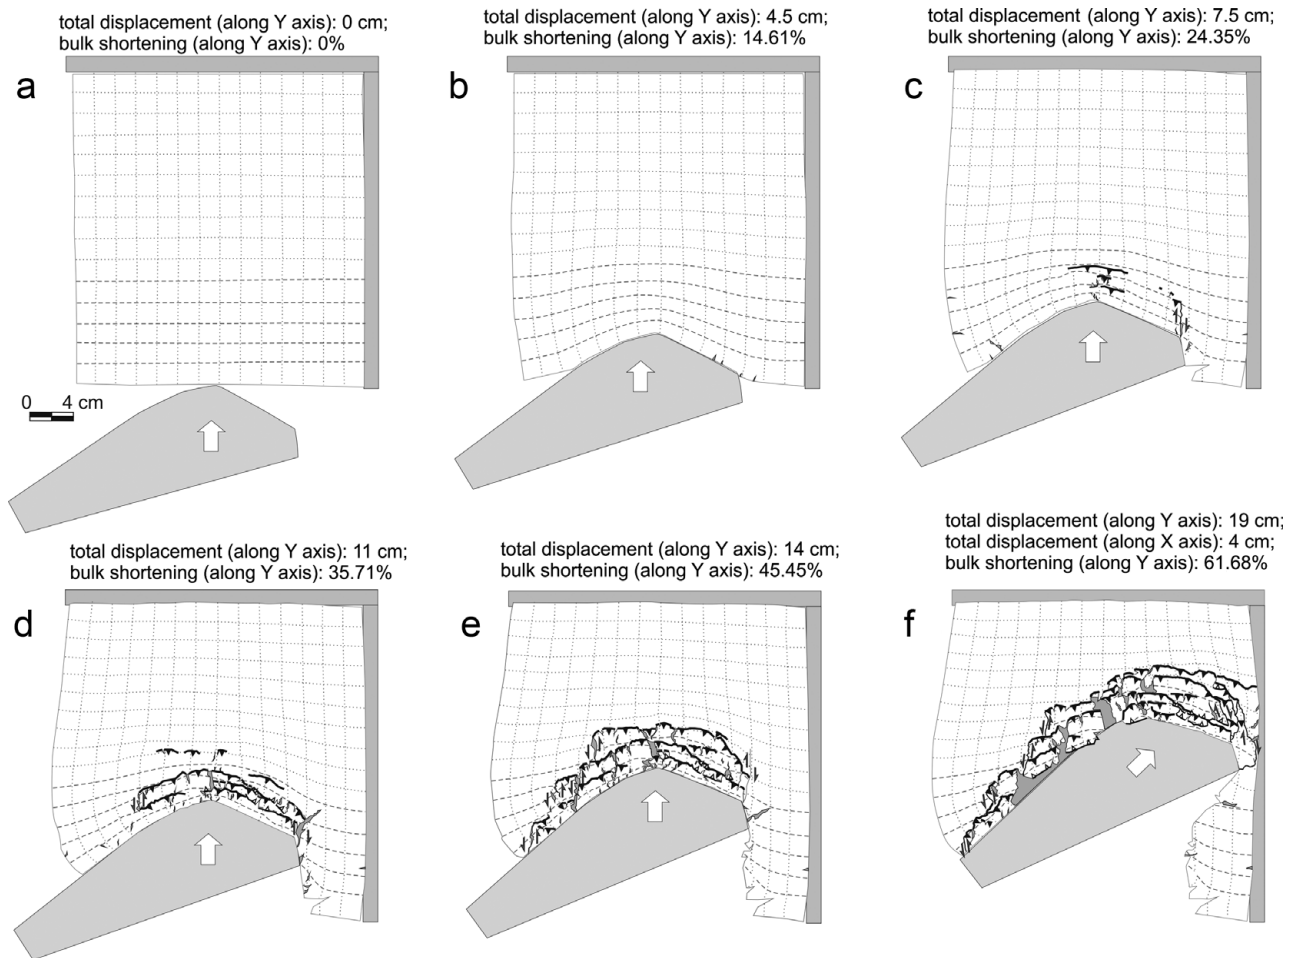 total displacement (along Y axis): 0 cm;
bulk shortening (along Y axis): 0%
a
0 4 cm
total displacement (along Y axis): 4.5 cm;
bulk shortening (along Y axis): 14.61%
b
total displacement (along Y axis): 7.5 cm;
bulk shortening (along Y axis): 24.35%
c
total displacement (along Y axis): 11 cm;
bulk shortening (along Y axis): 35.71%
d
total displacement (along Y axis): 14 cm;
bulk shortening (along Y axis): 45.45%
e
total displacement (along Y axis): 19 cm;
total displacement (along X axis): 4 cm;
bulk shortening (along Y axis): 61.68%
f